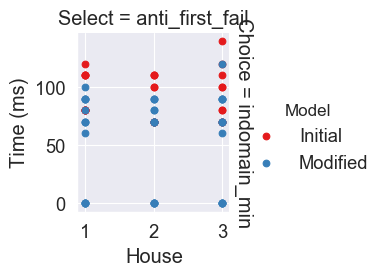 Select = anti_first_fail
Choice = indomain_min
Time (ms)
100
50
0
1
2
3
House
Model
Initial
Modified